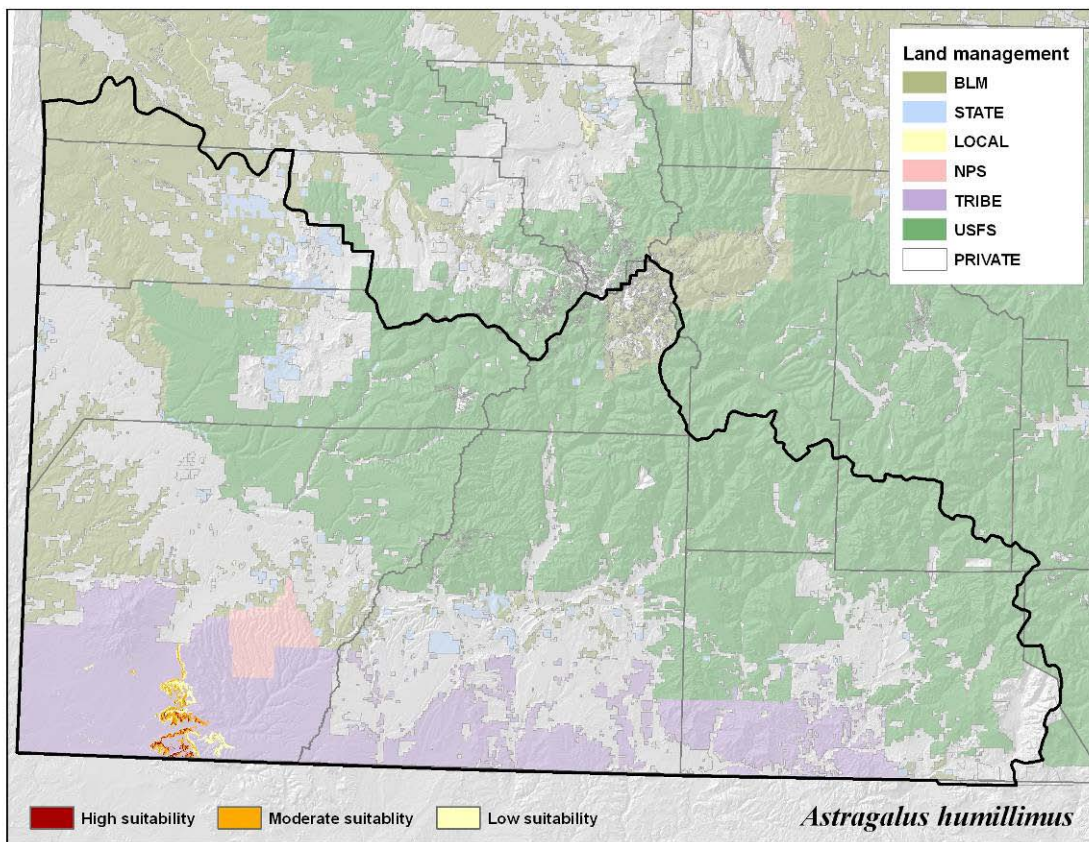 Land management
BLM
STATE
LOCAL
NPS
TRIBE
USFS
PRIVATE
High suitability
Moderate suitablity
Low suitability
Astragalus humillimus